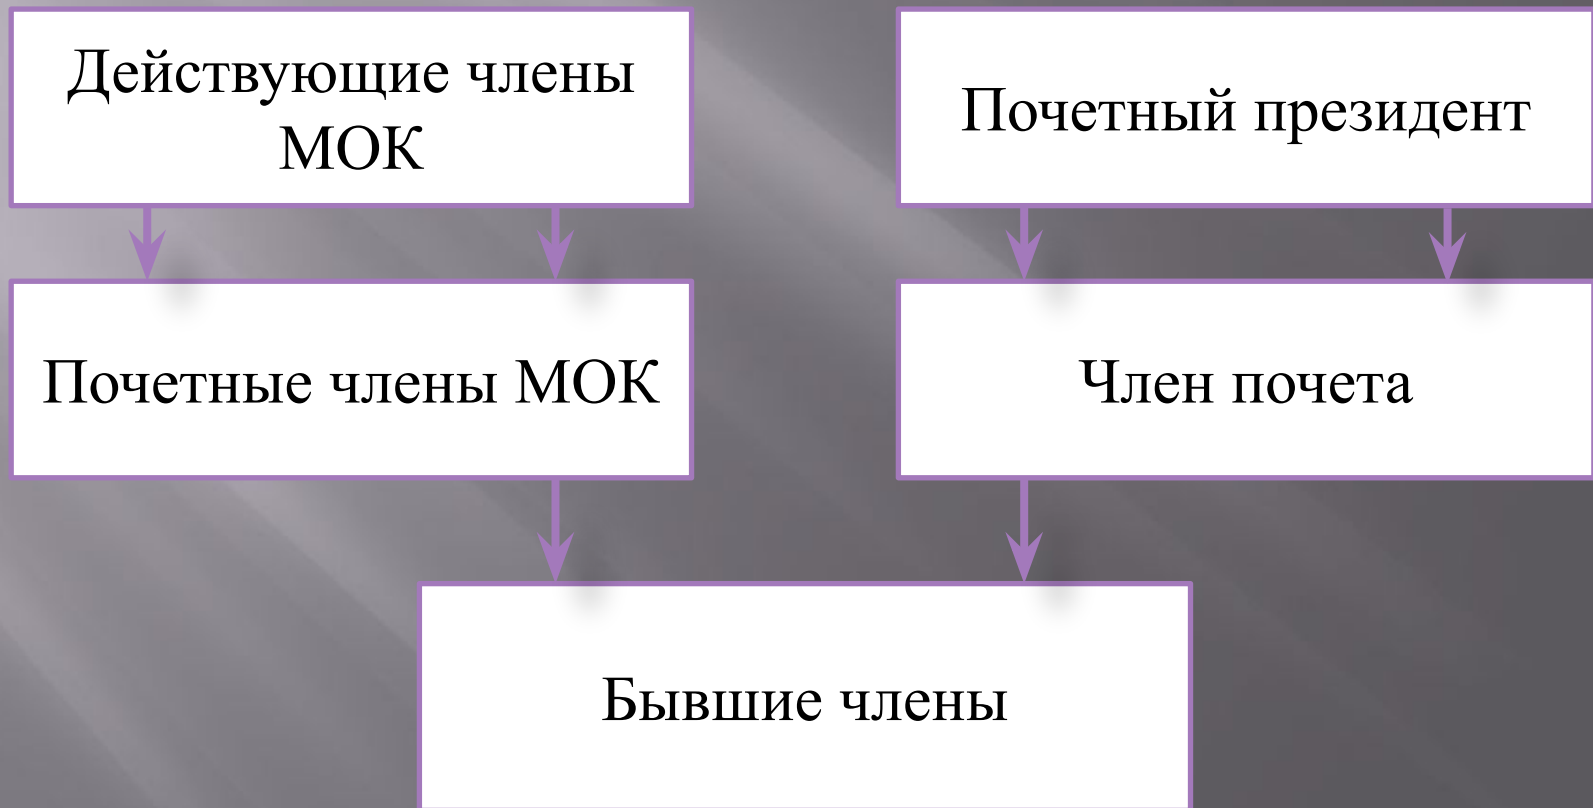 Действующие члены
МОК
Почетный президент
Почетные члены МОК
Член почета
Бывшие члены